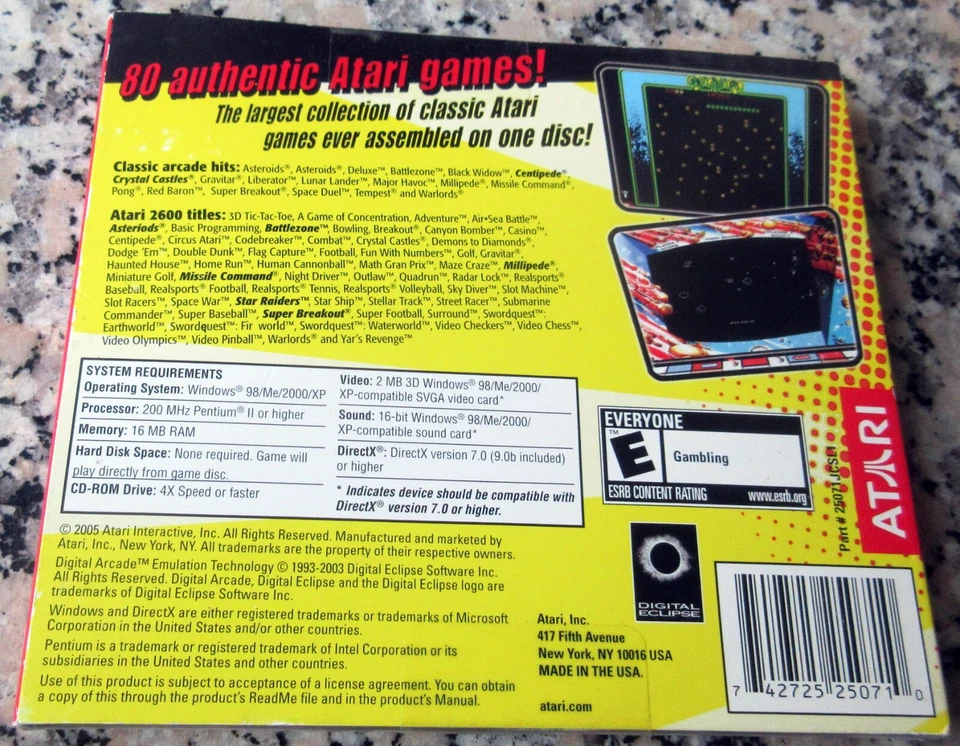 80 authentic Atari games!
The largest collection of classic Atari
games ever assembled on one disc!
Classic arcade hits: Asteroids®, Asteroids®, Deluxe™, Battlezone™, Black Widow™, Centipede®,
Crystal Castles®, Gravitar®, Liberator™, Lunar Lander™, Major Havoc™, Millipede®, Missile Command®,
Pong®, Red Baron™, Super Breakout®, Space Duel™, Tempest® and Warlords®
Atari 2600 titles: 3D Tic-Tac-Toe, A Game of Concentration, Adventure™, Air•Sea Battle™,
Asteriods®, Basic Programming, Battlezone™, Bowling, Breakout®, Canyon Bomber™, Casino™,
Centipede®, Circus Atari™, Codebreaker™, Combat™, Crystal Castles®, Demons to Diamonds®,
Dodge 'Em™, Double Dunk™, Flag Capture™, Football, Fun With Numbers™, Golf, Gravitar®,
Haunted House™, Home Run™, Human Cannonball™, Math Gran Prix™, Maze Craze™, Millipede®,
Miniature Golf, Missile Command®, Night Driver™, Outlaw™, Quadrun™, Radar Lock™, Realsports®
Baseball, Realsports® Football, Realsports® Tennis, Realsports® Volleyball, Sky Diver™, Slot Machine™,
Slot Racers™, Space War™, Star Raiders™, Star Ship™, Stellar Track™, Street Racer™, Submarine
Commander™, Super Baseball™, Super Breakout®, Super Football, Surround™, Swordquest™:
Earthworld™, Swordquest™: Fir world™, Swordquest™: Waterworld™, Video Checkers™, Video Chess™,
Video Olympics™, Video Pinball™, Warlords® and Yar's Revenge™
SYSTEM REQUIREMENTS
Operating System: Windows® 98/Me/2000/XP
Processor: 200 MHz Pentium® II or higher
Memory: 16 MB RAM
Hard Disk Space: None required. Game will
play directly from game disc.
CD-ROM Drive: 4X Speed or faster
Video: 2 MB 3D Windows® 98/Me/2000/
XP-compatible SVGA video card*
Sound: 16-bit Windows® 98/Me/2000/
XP-compatible sound card*
DirectX®: DirectX version 7.0 (9.0b included)
or higher
* Indicates device should be compatible with
DirectX® version 7.0 or higher.
EVERYONE
E™
Gambling
ESRB CONTENT RATING www.esrb.org
Part # 25071JCSL1
ATARI
© 2005 Atari Interactive, Inc. All Rights Reserved. Manufactured and marketed by
Atari, Inc., New York, NY. All trademarks are the property of their respective owners.
Digital Arcade™ Emulation Technology © 1993-2003 Digital Eclipse Software Inc.
All Rights Reserved. Digital Arcade, Digital Eclipse and the Digital Eclipse logo are
trademarks of Digital Eclipse Software Inc.
Windows and DirectX are either registered trademarks or trademarks of Microsoft
Corporation in the United States and/or other countries.
Pentium is a trademark or registered trademark of Intel Corporation or its
subsidiaries in the United States and other countries.
Use of this product is subject to acceptance of a license agreement. You can obtain
a copy of this through the product's ReadMe file and in the product's Manual.
DIGITAL
ECLIPSE
Atari, Inc.
417 Fifth Avenue
New York, NY 10016 USA
MADE IN THE USA.
atari.com
7 42725 25071 0